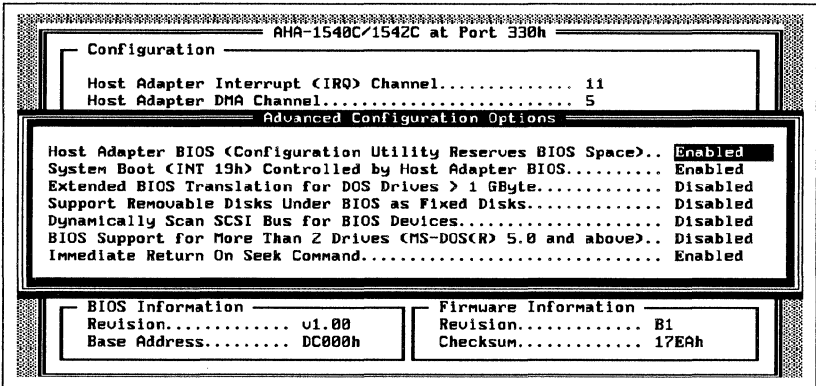 AHA-1540C/1542C at Port 330h
Configuration
Host Adapter Interrupt (IRQ) Channel.............. 11
Host Adapter DMA Channel......................... 5
Advanced Configuration Options
Host Adapter BIOS (Configuration Utility Reserves BIOS Space).. Enabled
System Boot (INT 19h) Controlled by Host Adapter BIOS.......... Enabled
Extended BIOS Translation for DOS Drives > 1 GByte............. Disabled
Support Removable Disks Under BIOS as Fixed Disks.............. Disabled
Dynamically Scan SCSI Bus for BIOS Devices..................... Disabled
BIOS Support for More Than 2 Drives (MS-DOS(R) 5.0 and above).. Disabled
Immediate Return On Seek Command............................... Enabled
BIOS Information
Revision............ v1.00
Base Address........ DC000h
Firmware Information
Revision............ B1
Checksum............ 17EAh